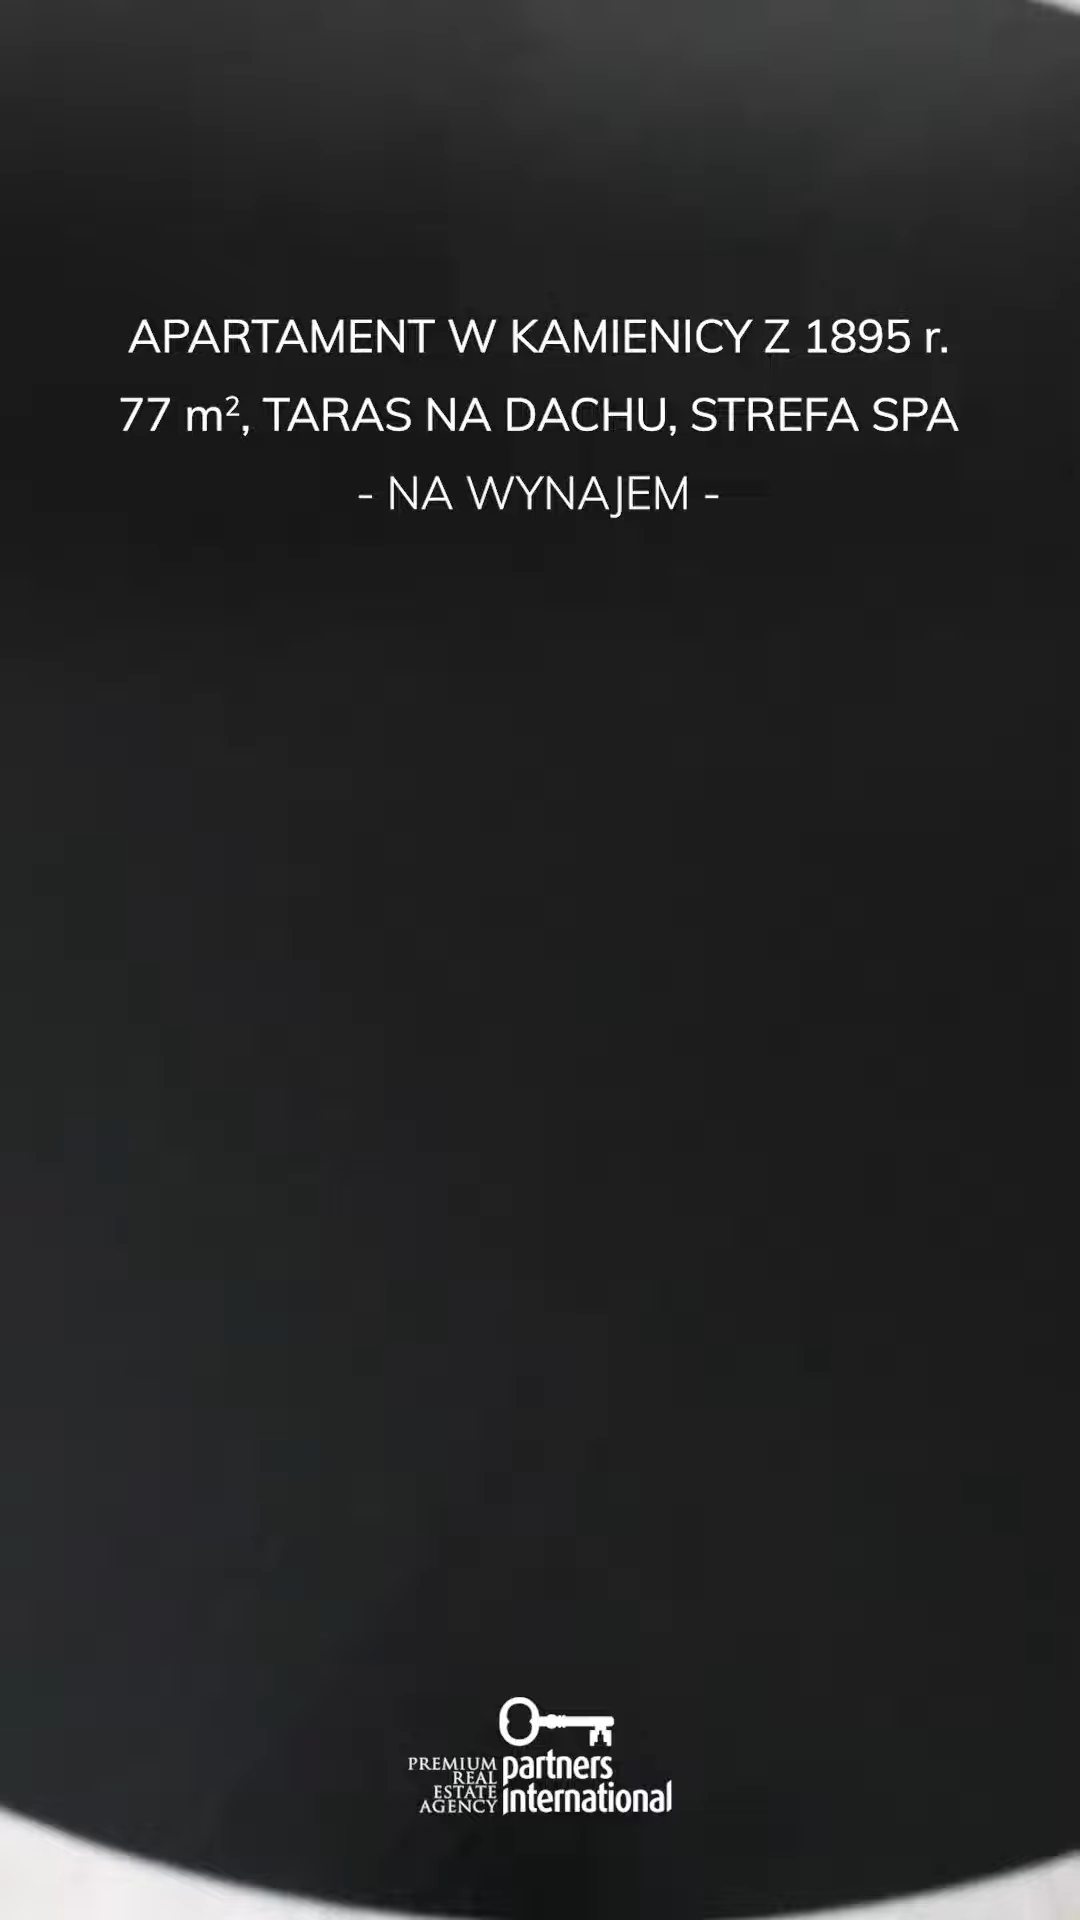 APARTAMENT W KAMIENICY Z 1895 r.
77 m², TARAS NA DACHU, STREFA SPA
- NA WYNAJEM -
PREMIUM
REAL
ESTATE
AGENCY
partners
international